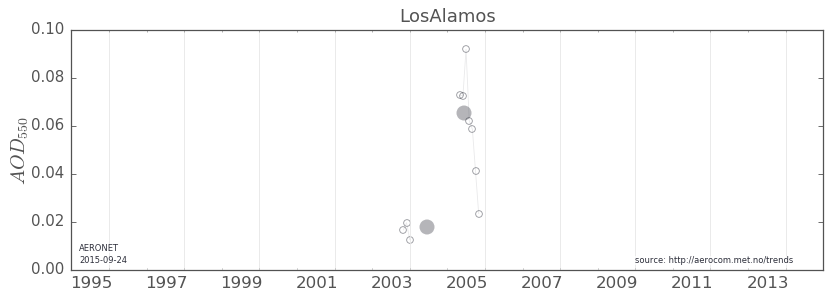 LosAlamos
0.10
0.08
0.06
0.04
0.02
0.00
AOD550
AERONET
2015-09-24
source: http://aerocom.met.no/trends
1995 1997 1999 2001 2003 2005 2007 2009 2011 2013